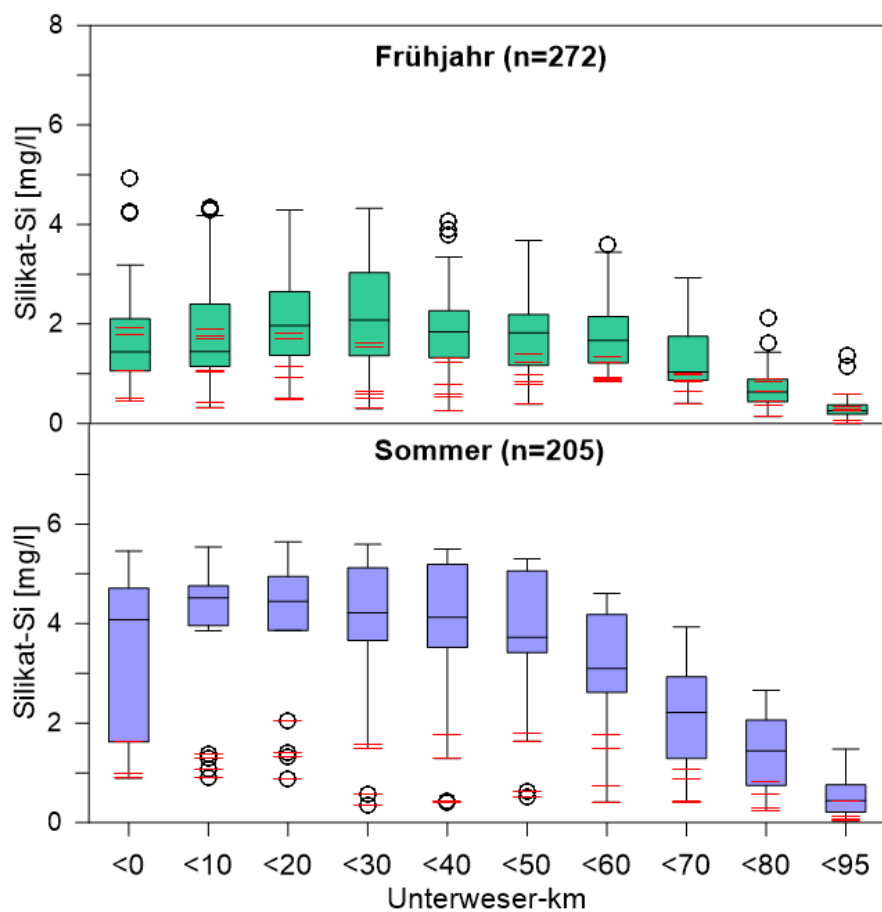 8
Frühjahr (n=272)
6
Silikat-Si [mg/l]
4
2
0
Sommer (n=205)
6
Silikat-Si [mg/l]
4
2
0
<0 <10 <20 <30 <40 <50 <60 <70 <80 <95
Unterweser-km